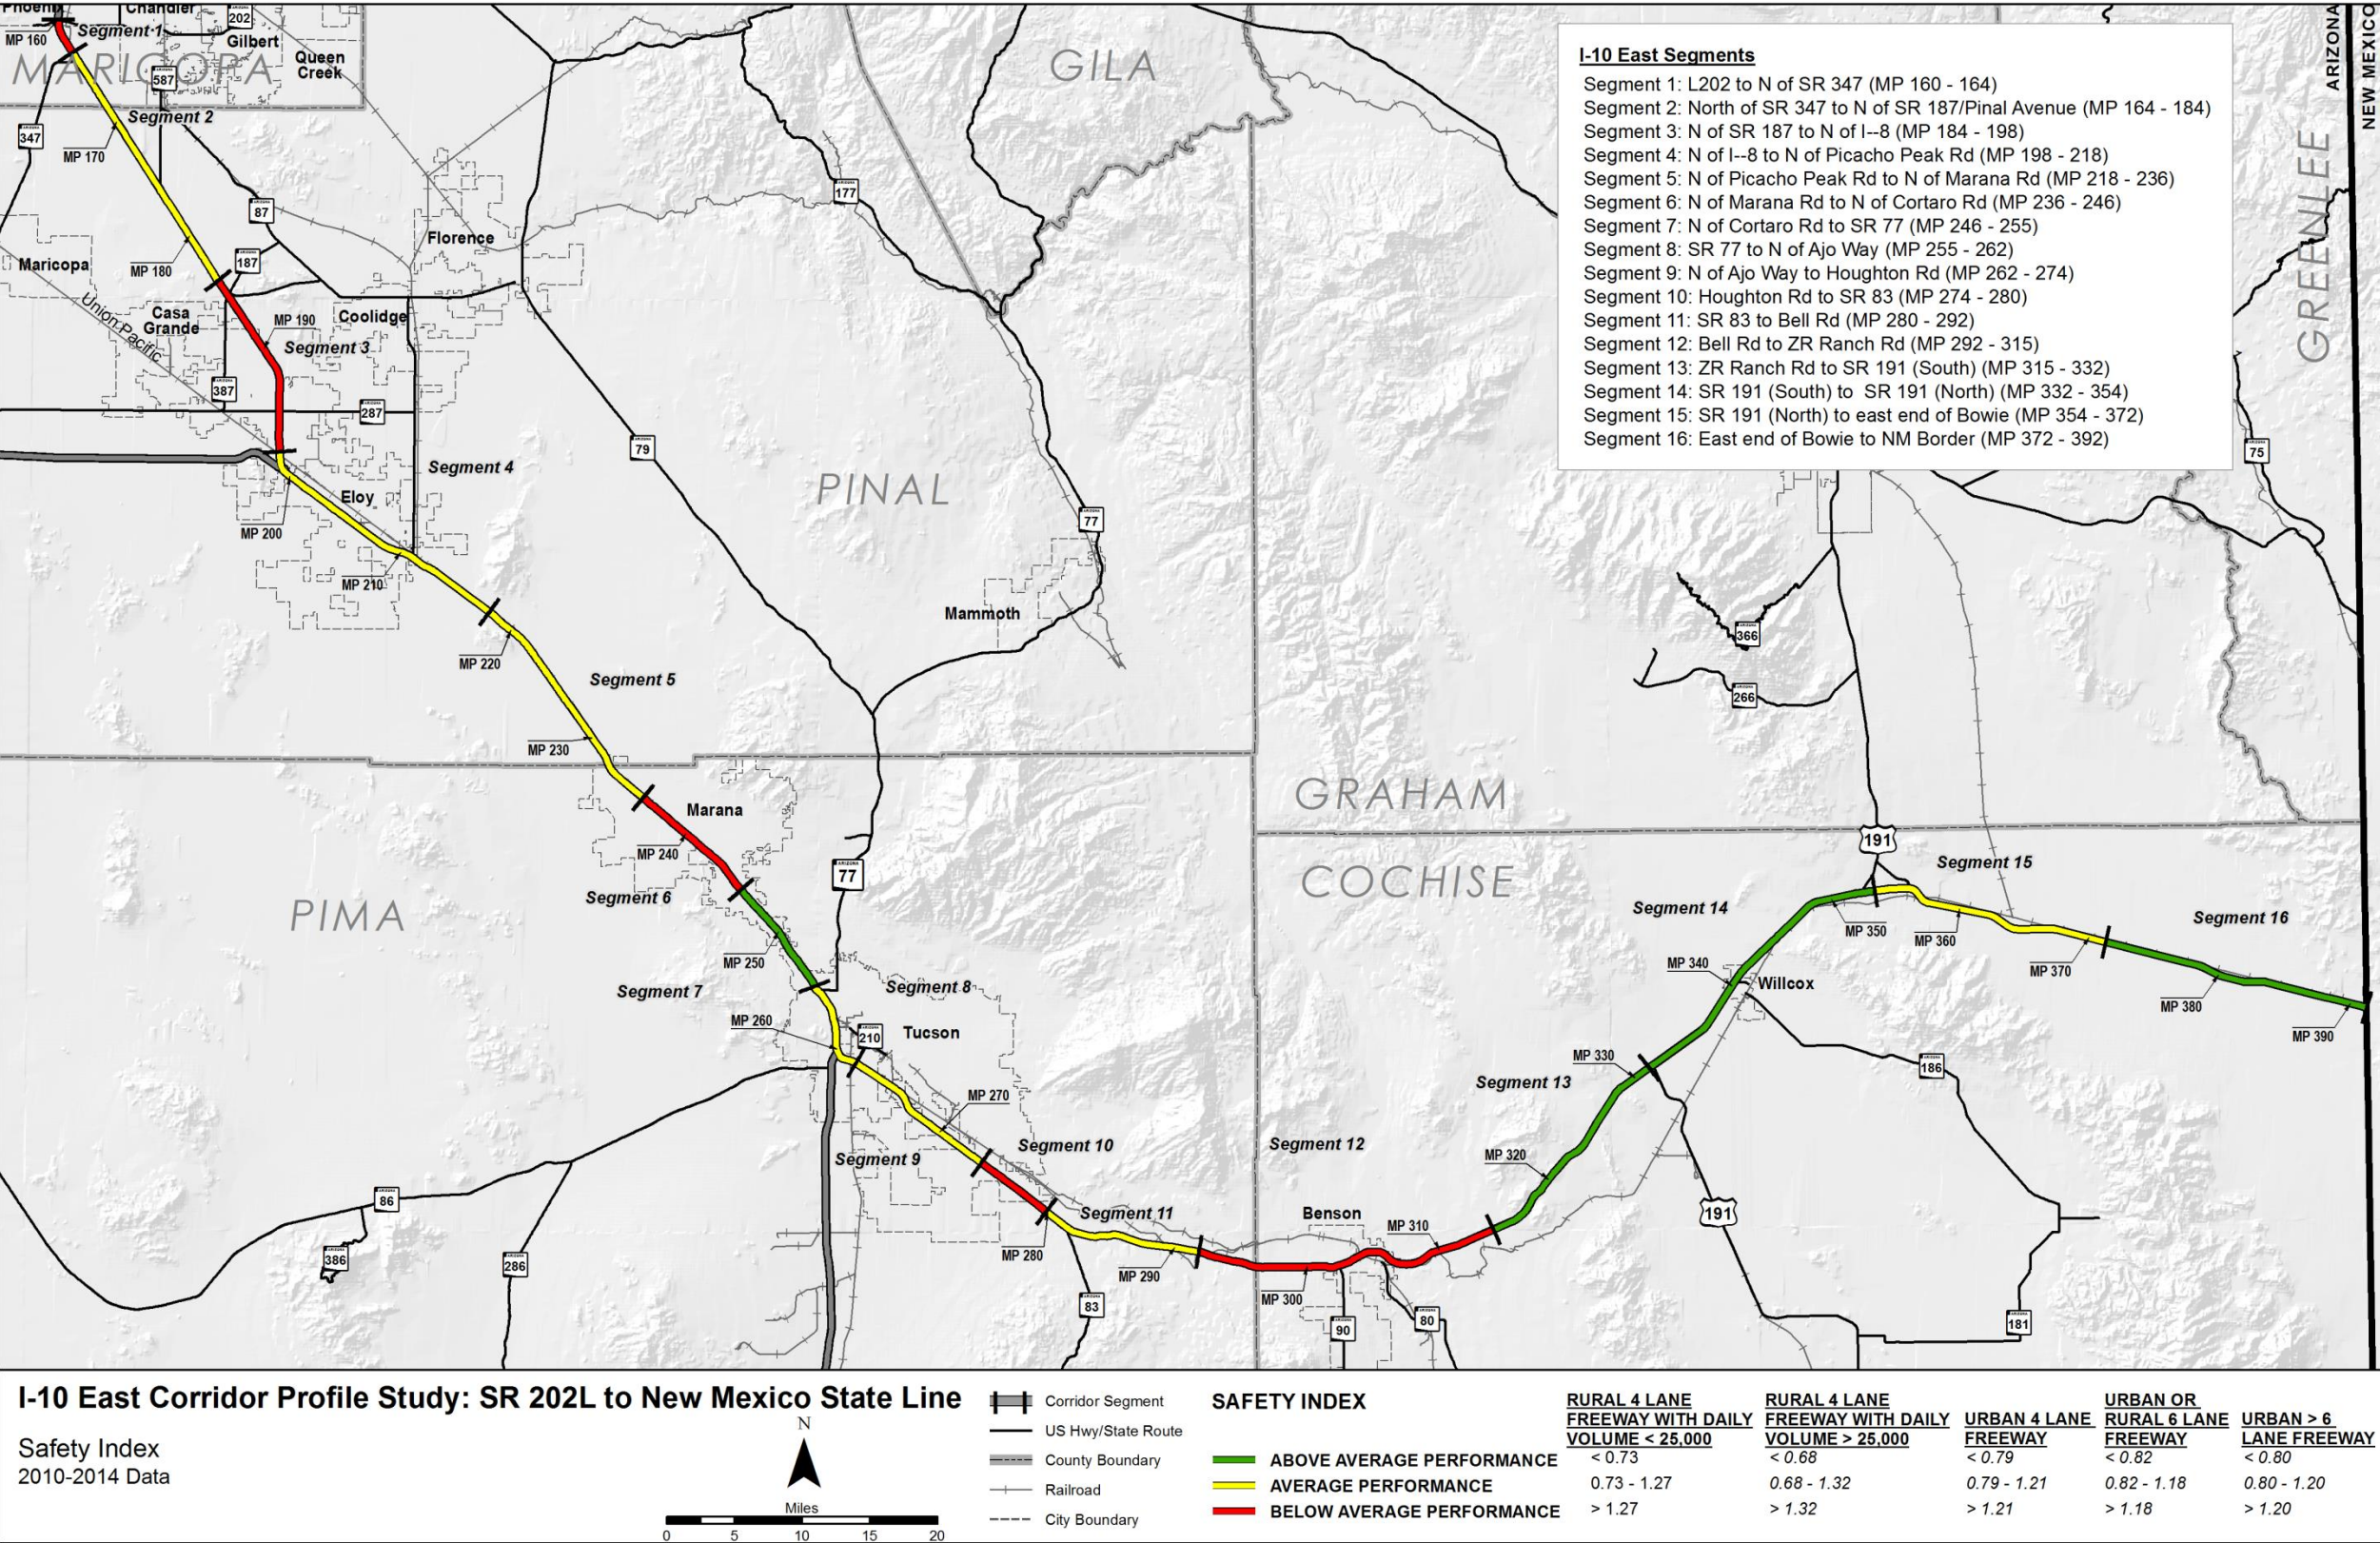 Phoenix
Chandler
202
MP 160
Segment 1
Gilbert
MARICOPA
Queen
Creek
587
347
Segment 2
MP 170
87
Florence
Maricopa
MP 180
187
Union Pacific
Casa
Grande
MP 190
Coolidge
Segment 3
387
287
Segment 4
Eloy
MP 200
MP 210
MP 220
Segment 5
MP 230
GILA
177
79
PINAL
77
Mammoth
I-10 East Segments
Segment 1: L202 to N of SR 347 (MP 160 - 164)
Segment 2: North of SR 347 to N of SR 187/Pinal Avenue (MP 164 - 184)
Segment 3: N of SR 187 to N of I--8 (MP 184 - 198)
Segment 4: N of I--8 to N of Picacho Peak Rd (MP 198 - 218)
Segment 5: N of Picacho Peak Rd to N of Marana Rd (MP 218 - 236)
Segment 6: N of Marana Rd to N of Cortaro Rd (MP 236 - 246)
Segment 7: N of Cortaro Rd to SR 77 (MP 246 - 255)
Segment 8: SR 77 to N of Ajo Way (MP 255 - 262)
Segment 9: N of Ajo Way to Houghton Rd (MP 262 - 274)
Segment 10: Houghton Rd to SR 83 (MP 274 - 280)
Segment 11: SR 83 to Bell Rd (MP 280 - 292)
Segment 12: Bell Rd to ZR Ranch Rd (MP 292 - 315)
Segment 13: ZR Ranch Rd to SR 191 (South) (MP 315 - 332)
Segment 14: SR 191 (South) to SR 191 (North) (MP 332 - 354)
Segment 15: SR 191 (North) to east end of Bowie (MP 354 - 372)
Segment 16: East end of Bowie to NM Border (MP 372 - 392)
ARIZONA
NEW MEXICO
GREENLEE
75
366
266
GRAHAM
COCHISE
Marana
MP 240
Segment 6
PIMA
ARIZONA
77
MP 250
Segment 7
Segment 8
MP 260
210
Tucson
MP 270
Segment 9
Segment 10
86
386
286
MP 280
Segment 11
MP 290
83
Segment 12
Benson
MP 300
MP 310
90
80
MP 320
Segment 13
MP 330
191
Segment 14
MP 340
Willcox
MP 350
191
Segment 15
MP 360
MP 370
Segment 16
MP 380
MP 390
186
181
I-10 East Corridor Profile Study: SR 202L to New Mexico State Line
Safety Index
2010-2014 Data
N
Miles
0 5 10 15 20
Corridor Segment
US Hwy/State Route
County Boundary
Railroad
City Boundary
SAFETY INDEX
ABOVE AVERAGE PERFORMANCE
AVERAGE PERFORMANCE
BELOW AVERAGE PERFORMANCE
RURAL 4 LANE
FREEWAY WITH DAILY
VOLUME < 25,000
< 0.73
0.73 - 1.27
> 1.27
RURAL 4 LANE
FREEWAY WITH DAILY
VOLUME > 25,000
< 0.68
0.68 - 1.32
> 1.32
URBAN 4 LANE
FREEWAY
< 0.79
0.79 - 1.21
> 1.21
URBAN OR
RURAL 6 LANE
FREEWAY
< 0.82
0.82 - 1.18
> 1.18
URBAN > 6
LANE FREEWAY
< 0.80
0.80 - 1.20
> 1.20